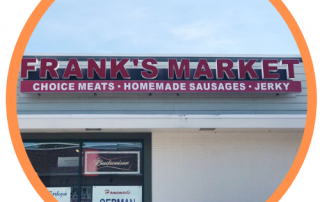 FRANK'S MARKET
CHOICE MEATS • HOMEMADE SAUSAGES • JERKY
Budweiser
Homemade
GERMAN